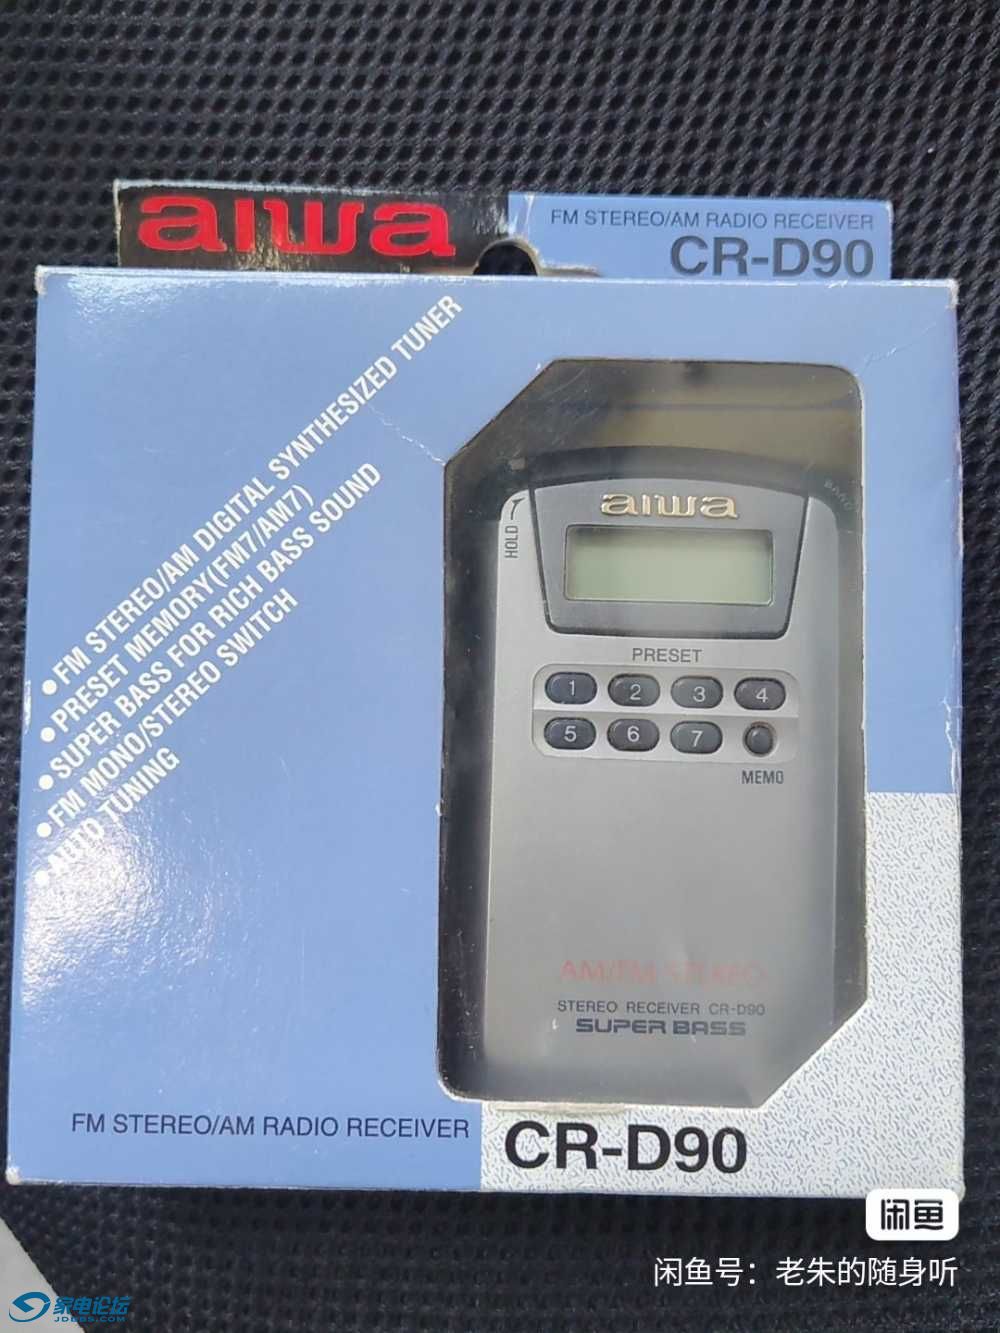 aiwa
FM STEREO/AM RADIO RECEIVER
CR-D90
●FM STEREO/AM DIGITAL SYNTHESIZED TUNER
●PRESET MEMORY(FM7/AM7)
●SUPER BASS FOR RICH BASS SOUND
●FM MONO/STEREO SWITCH
●AUTO TUNING
BAND
HOLD
aiwa
PRESET
1 2 3 4
5 6 7
MEMO
AM/FM STEREO
STEREO RECEIVER CR-D90
SUPER BASS
FM STEREO/AM RADIO RECEIVER
CR-D90
闲鱼
闲鱼号：老朱的随身听
家电论坛
JDBBS.COM